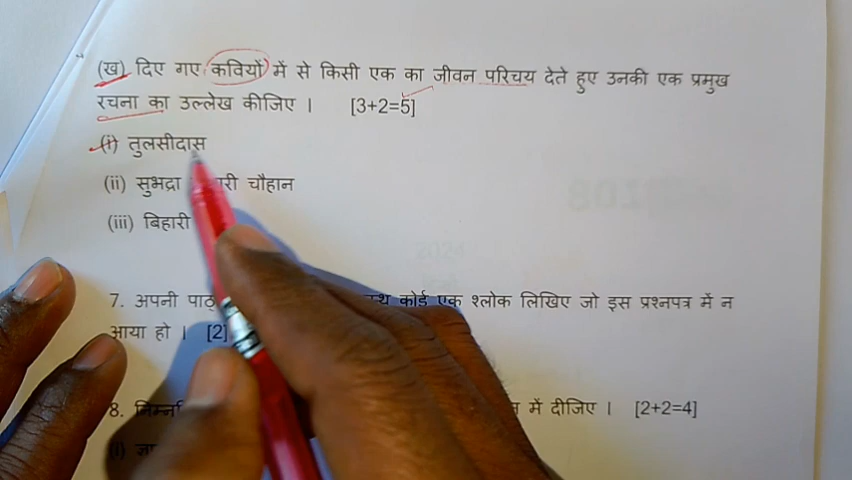 (ख) दिए गए कवियों में से किसी एक का जीवन परिचय देते हुए उनकी एक प्रमुख
रचना का उल्लेख कीजिए । [3+2=5]
(i) तुलसीदास
(ii) सुभद्रा चौहान
(iii) बिहारी
7. अपनी कोई एक श्लोक लिखिए जो इस प्रश्नपत्र में न
आया हो । [2]
8. में दीजिए । [2+2=4]
(i)